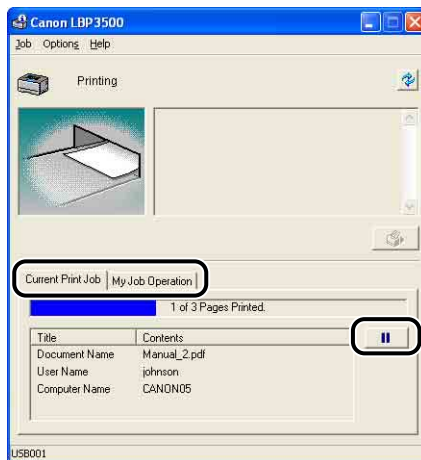 Canon LBP3500
Job Options Help
Printing
Current Print Job My Job Operation
1 of 3 Pages Printed.
Title Contents
Document Name Manual_2.pdf
User Name johnson
Computer Name CANON05
USB001